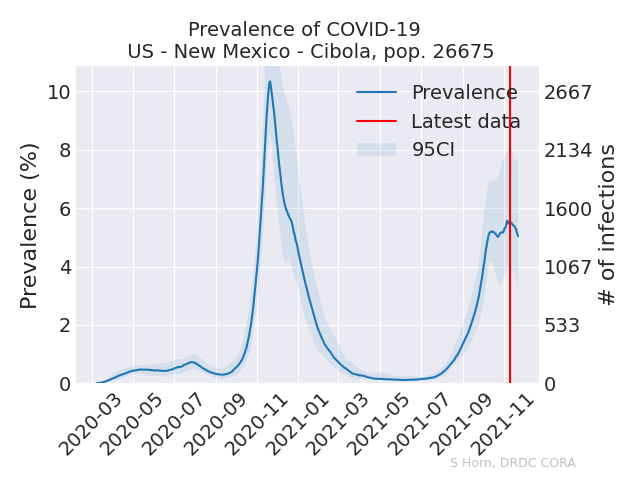 Prevalence of COVID-19
US - New Mexico - Cibola, pop. 26675
Prevalence (%)
10
8
6
4
2
0
Prevalence
Latest data
95CI
2667
2134
1600
1067
533
0
# of infections
2020-03
2020-05
2020-07
2020-09
2020-11
2021-01
2021-03
2021-05
2021-07
2021-09
2021-11
S Horn, DRDC CORA